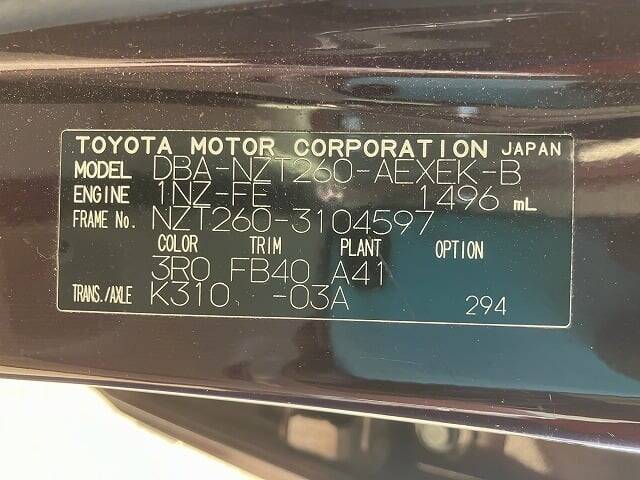 TOYOTA MOTOR CORPORATION JAPAN
MODEL DBA-NZT260-AEXEK-B
ENGINE 1NZ-FE 1496 mL
FRAME No. NZT260-3104597
COLOR TRIM PLANT OPTION
3R0 FB40 A41
TRANS./AXLE K310 -03A 294